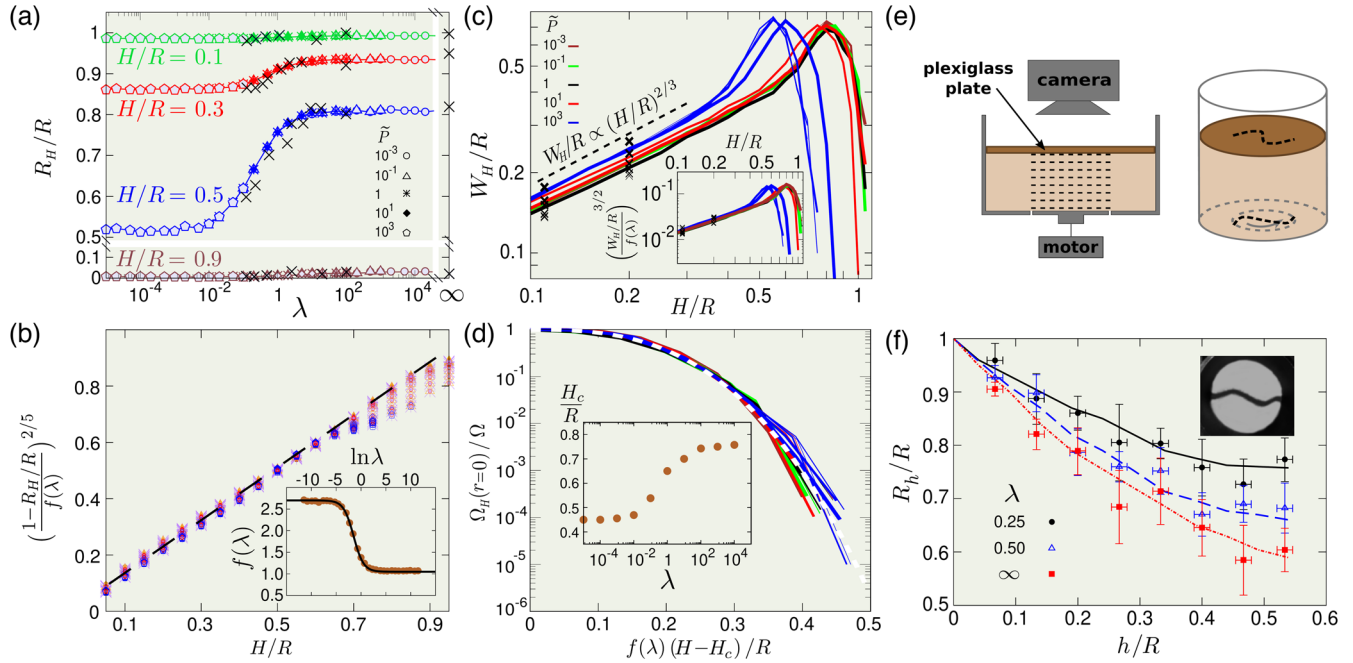 (a)
R_H/R
1
0.9
0.8
0.7
0.6
0.5
0.1
0
H/R = 0.1
H/R = 0.3
H/R = 0.5
H/R = 0.9
P̃
10^-3
10^-1
1
10^1
10^3
10^-4
10^-2
1
10^2
10^4
∞
λ
(b)
((1−R_H/R)/f(λ))^2/5
1.0
0.8
0.6
0.4
0.2
0
0.1
0.3
0.5
0.7
0.9
H/R
lnλ
-10
-5
0
5
10
f(λ)
2.5
2.0
1.5
1.0
0.5
(c)
W_H/R
0.5
0.2
0.1
P̃
10^-3
10^-1
1
10^1
10^3
W_H/R ∝ (H/R)^2/3
H/R
0.1
0.2
0.5
1
((W_H/R)/f(λ))^3/2
10^-1
10^-2
0.1
0.2
0.5
1
H/R
(d)
Ω_H(r=0)/Ω
1
10^-1
10^-2
10^-3
10^-4
10^-5
10^-6
H_c/R
0.8
0.7
0.6
0.5
0.4
10^-4
10^-2
1
10^2
10^4
λ
0
0.1
0.2
0.3
0.4
0.5
f(λ)(H−H_c)/R
(e)
camera
plexiglass
plate
motor
(f)
R_h/R
1
0.9
0.8
0.7
0.6
0.5
λ
0.25
0.50
∞
0
0.1
0.2
0.3
0.4
0.5
0.6
h/R